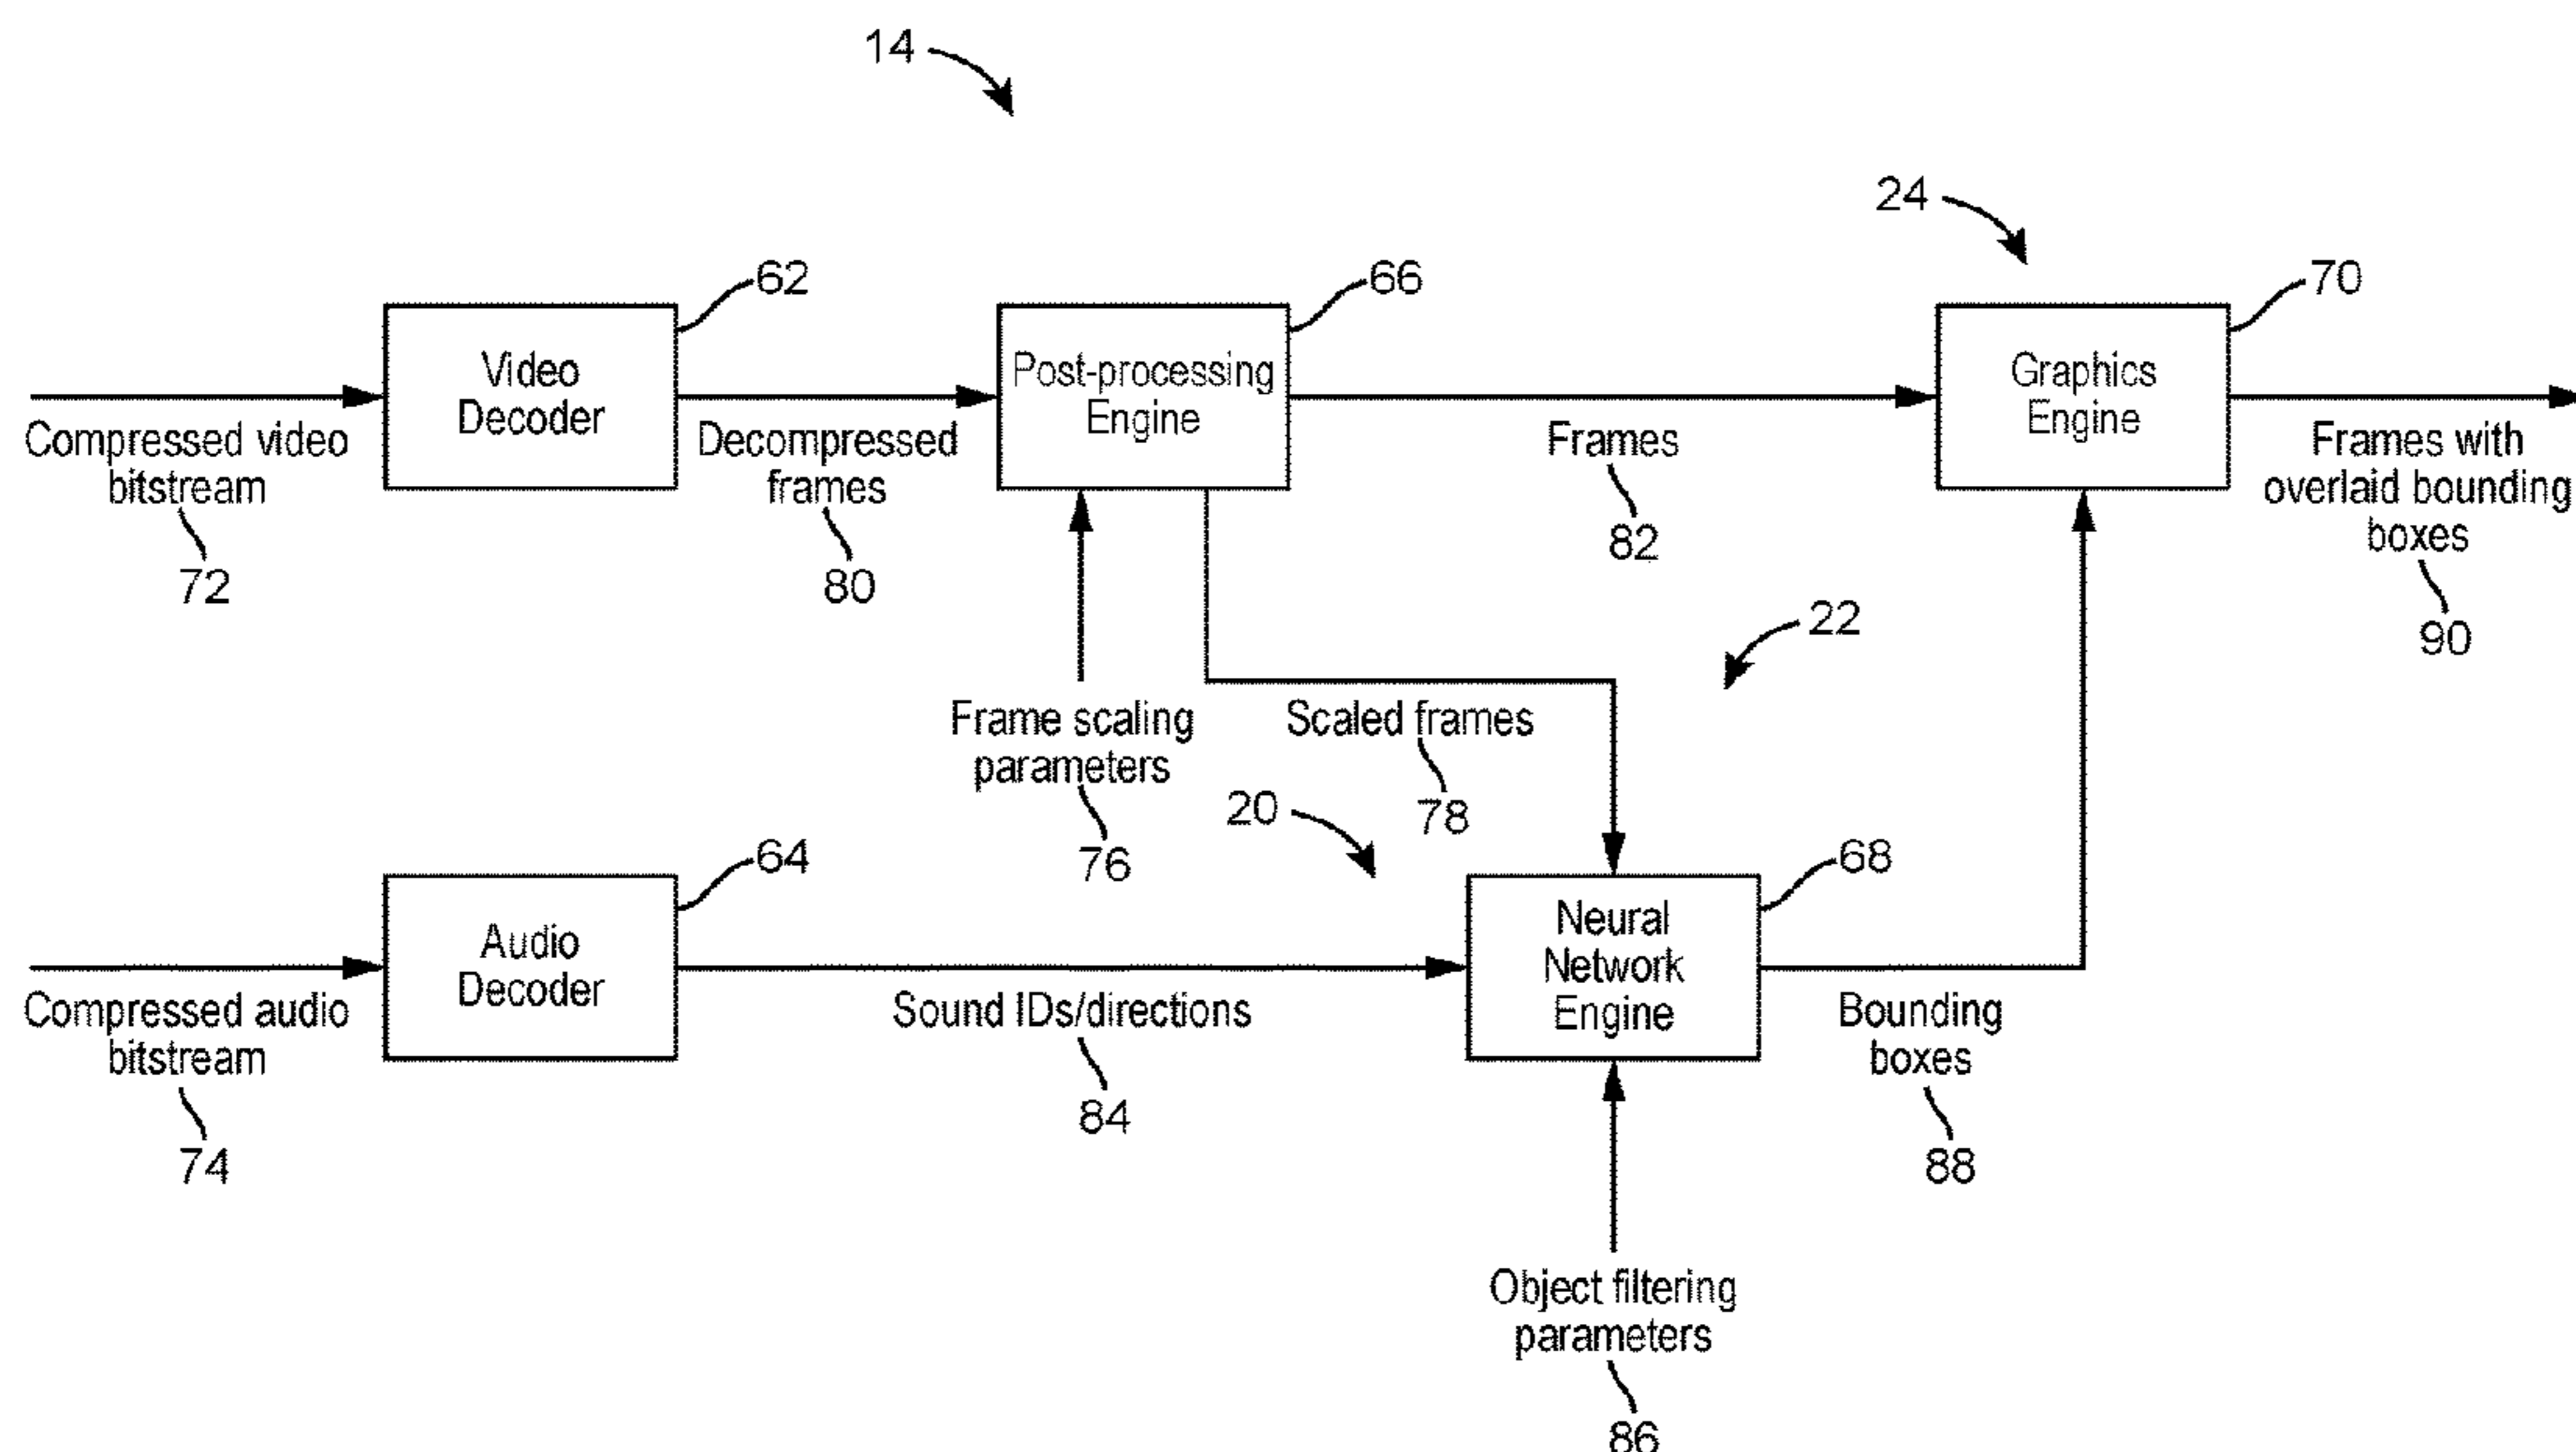 14
24
62
66
70
Video
Decoder
Post-processing
Engine
Graphics
Engine
Compressed video
bitstream
72
Decompressed
frames
80
Frames
82
Frames with
overlaid bounding
boxes
90
22
Frame scaling
parameters
76
Scaled frames
78
20
64
68
Audio
Decoder
Neural
Network
Engine
Compressed audio
bitstream
74
Sound IDs/directions
84
Bounding
boxes
88
Object filtering
parameters
86